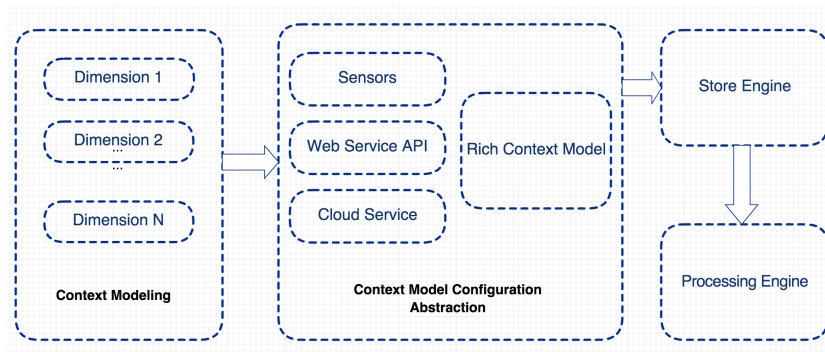 Dimension 1
Dimension 2
...
...
Dimension N
Context Modeling
Sensors
Web Service API
Cloud Service
Rich Context Model
Context Model Configuration
Abstraction
Store Engine
Processing Engine